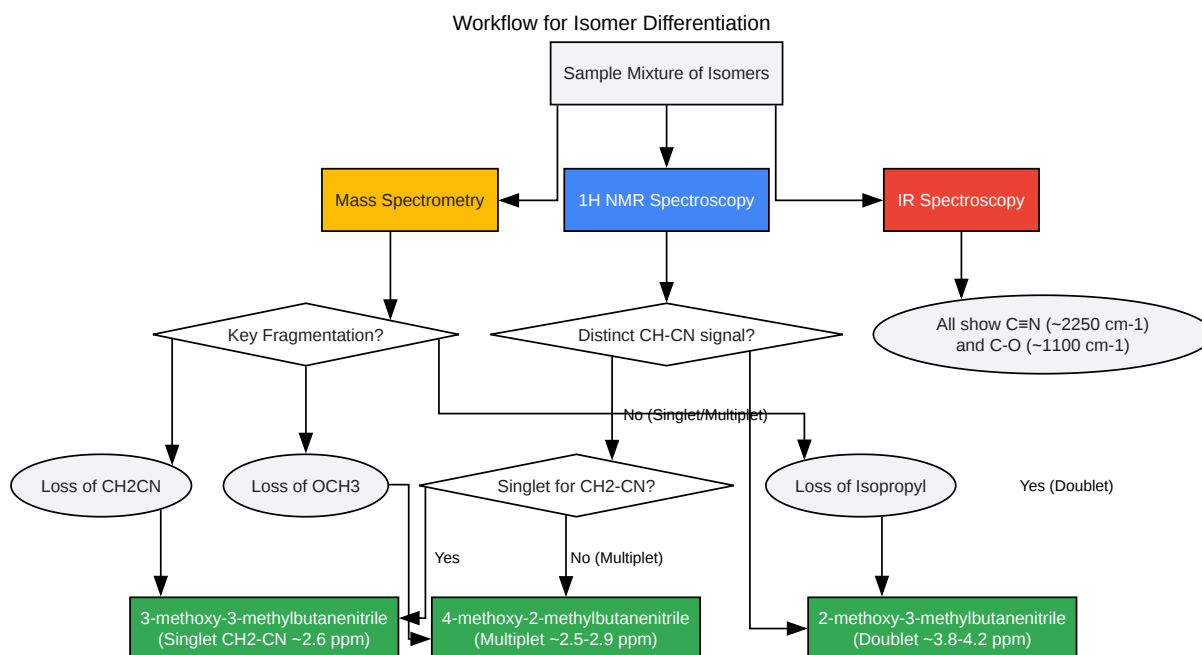 Workflow for Isomer Differentiation
Sample Mixture of Isomers
Mass Spectrometry
1H NMR Spectroscopy
IR Spectroscopy
Key Fragmentation?
Distinct CH-CN signal?
All show C≡N (~2250 cm-1)
and C-O (~1100 cm-1)
No (Singlet/Multiplet)
Loss of CH2CN
Loss of OCH3
Singlet for CH2-CN?
Loss of Isopropyl
Yes (Doublet)
Yes
No (Multiplet)
3-methoxy-3-methylbutanenitrile
(Singlet CH2-CN ~2.6 ppm)
4-methoxy-2-methylbutanenitrile
(Multiplet ~2.5-2.9 ppm)
2-methoxy-3-methylbutanenitrile
(Doublet ~3.8-4.2 ppm)